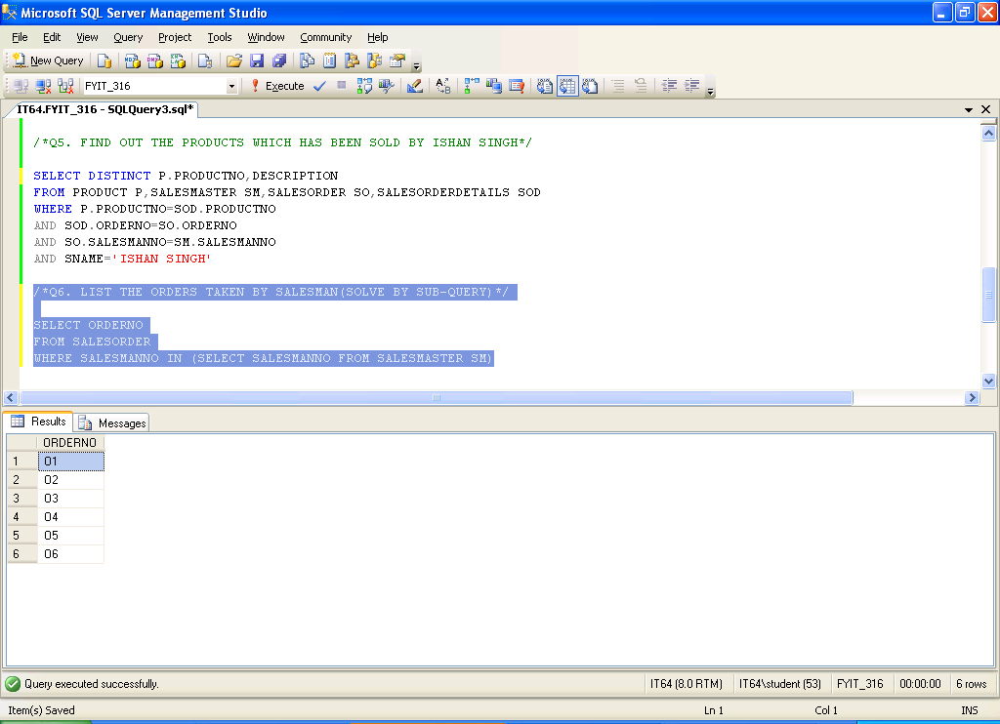 Microsoft SQL Server Management Studio
File Edit View Query Project Tools Window Community Help
New Query
FYIT_316 Execute
IT64.FYIT_316 - SQLQuery3.sql*
/*Q5. FIND OUT THE PRODUCTS WHICH HAS BEEN SOLD BY ISHAN SINGH*/
SELECT DISTINCT P.PRODUCTNO,DESCRIPTION
FROM PRODUCT P,SALESMASTER SM,SALESORDER SO,SALESORDERDETAILS SOD
WHERE P.PRODUCTNO=SOD.PRODUCTNO
AND SOD.ORDERNO=SO.ORDERNO
AND SO.SALESMANNO=SM.SALESMANNO
AND SNAME='ISHAN SINGH'
/*Q6. LIST THE ORDERS TAKEN BY SALESMAN(SOLVE BY SUB-QUERY)*/
SELECT ORDERNO
FROM SALESORDER
WHERE SALESMANNO IN (SELECT SALESMANNO FROM SALESMASTER SM)
Results Messages
ORDERNO
1 O1
2 O2
3 O3
4 O4
5 O5
6 O6
Query executed successfully. IT64 (8.0 RTM) IT64\student (53) FYIT_316 00:00:00 6 rows
Item(s) Saved Ln 1 Col 1 INS